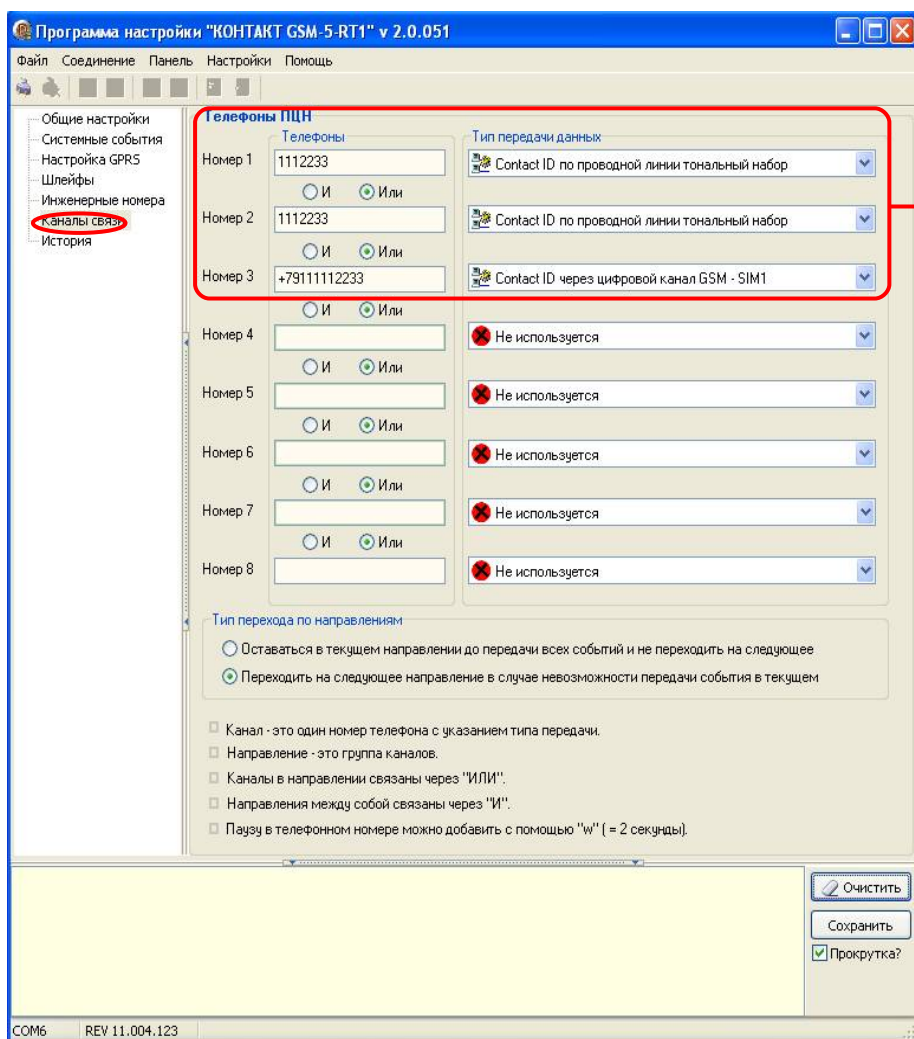 Программа настройки "КОНТАКТ GSM-5-RT1" v 2.0.051
Файл Соединение Панель Настройки Помощь
Общие настройки
Системные события
Настройка GPRS
Шлейфы
Инженерные номера
Каналы связи
История
Телефоны ПЦН
Телефоны
Тип передачи данных
Номер 1 1112233 Contact ID по проводной линии тональный набор
И Или
Номер 2 1112233 Contact ID по проводной линии тональный набор
И Или
Номер 3 +79111112233 Contact ID через цифровой канал GSM - SIM1
И Или
Номер 4 Не используется
И Или
Номер 5 Не используется
И Или
Номер 6 Не используется
И Или
Номер 7 Не используется
И Или
Номер 8 Не используется
Тип перехода по направлениям
Оставаться в текущем направлении до передачи всех событий и не переходить на следующее
Переходить на следующее направление в случае невозможности передачи события в текущем
Канал - это один номер телефона с указанием типа передачи.
Направление - это группа каналов.
Каналы в направлении связаны через "ИЛИ".
Направления между собой связаны через "И".
Паузу в телефонном номере можно добавить с помощью "w" ( = 2 секунды).
Очистить
Сохранить
Прокрутка?
COM6 REV 11.004.123